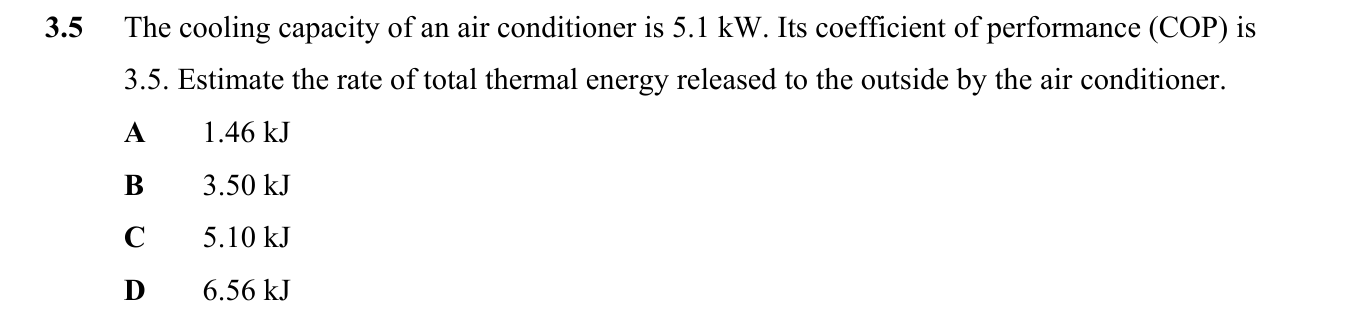 3.5 The cooling capacity of an air conditioner is 5.1 kW. Its coefficient of performance (COP) is
3.5. Estimate the rate of total thermal energy released to the outside by the air conditioner.
A 1.46 kJ
B 3.50 kJ
C 5.10 kJ
D 6.56 kJ